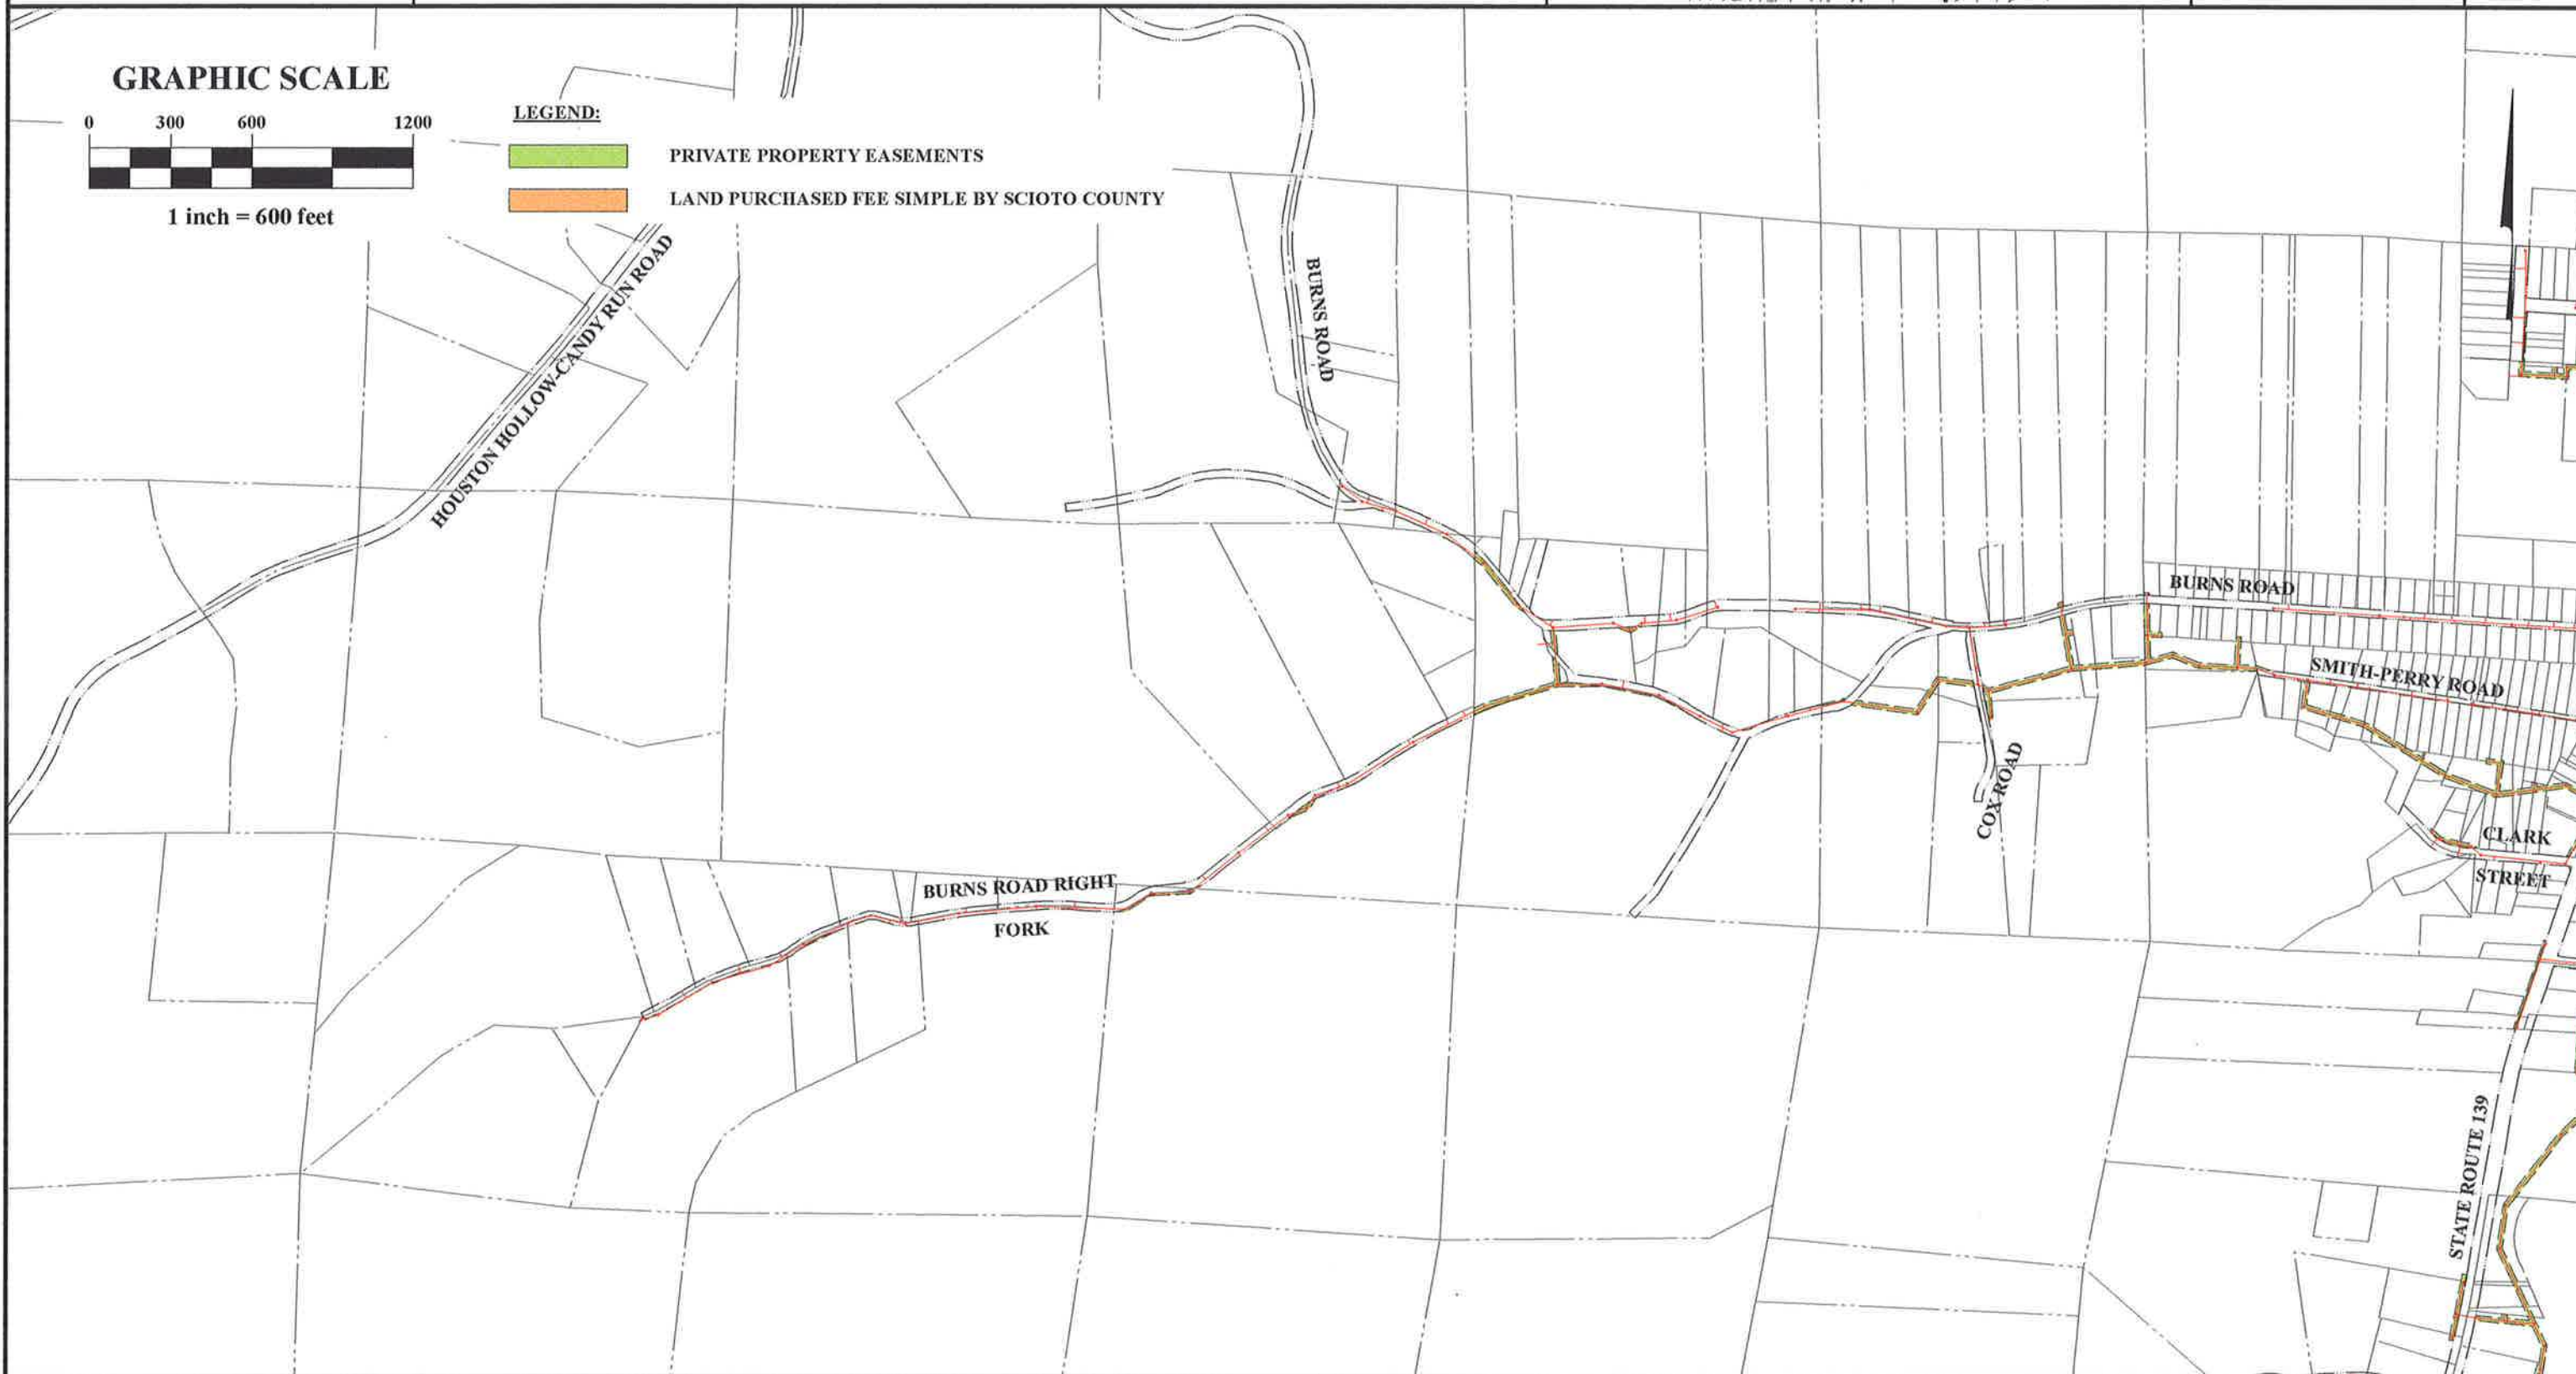 GRAPHIC SCALE
0 300 600 1200
1 inch = 600 feet
LEGEND:
PRIVATE PROPERTY EASEMENTS
LAND PURCHASED FEE SIMPLE BY SCIOTO COUNTY
HOUSTON HOLLOW-CANDY RUN ROAD
BURNS ROAD
BURNS ROAD
SMITH-PERRY ROAD
COX ROAD
CLARK
STREET
BURNS ROAD RIGHT
FORK
STATE ROUTE 139